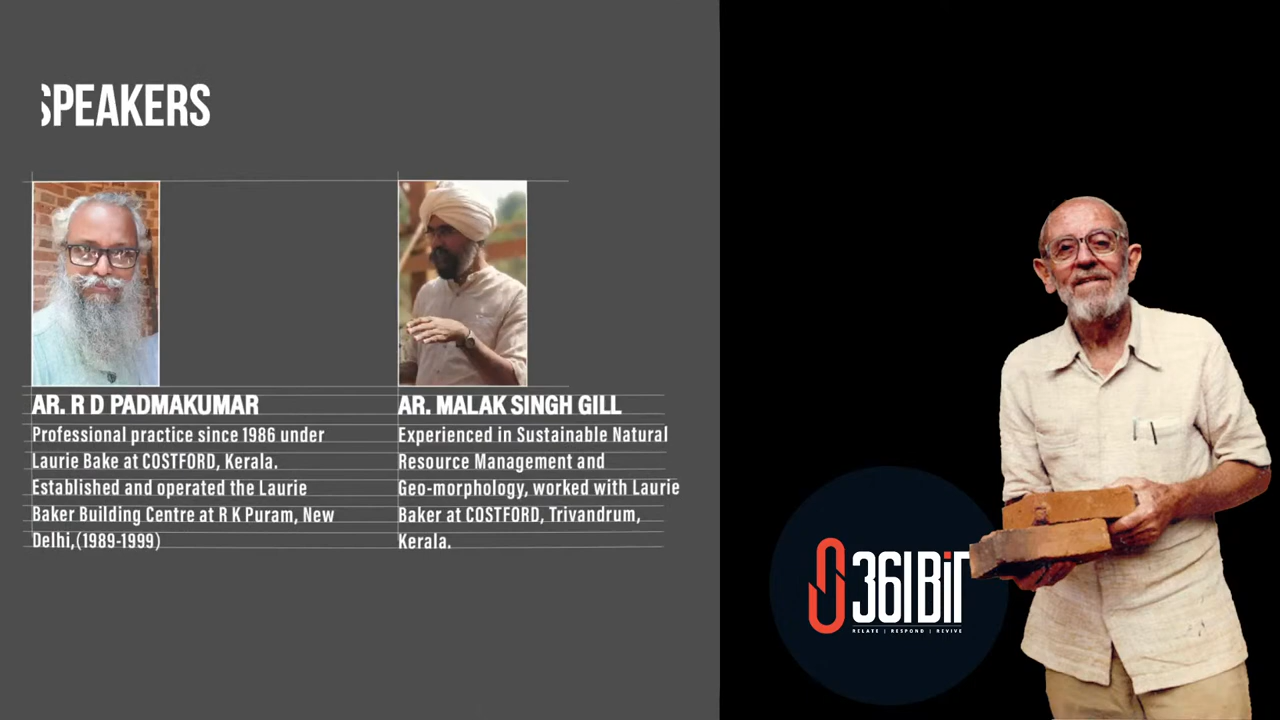 SPEAKERS
AR. R D PADMAKUMAR
Professional practice since 1986 under
Laurie Bake at COSTFORD, Kerala.
Established and operated the Laurie
Baker Building Centre at R K Puram, New
Delhi,(1989-1999)
AR. MALAK SINGH GILL
Experienced in Sustainable Natural
Resource Management and
Geo-morphology, worked with Laurie
Baker at COSTFORD, Trivandrum,
Kerala.
361
RELATE | RESPOND | REVIVE